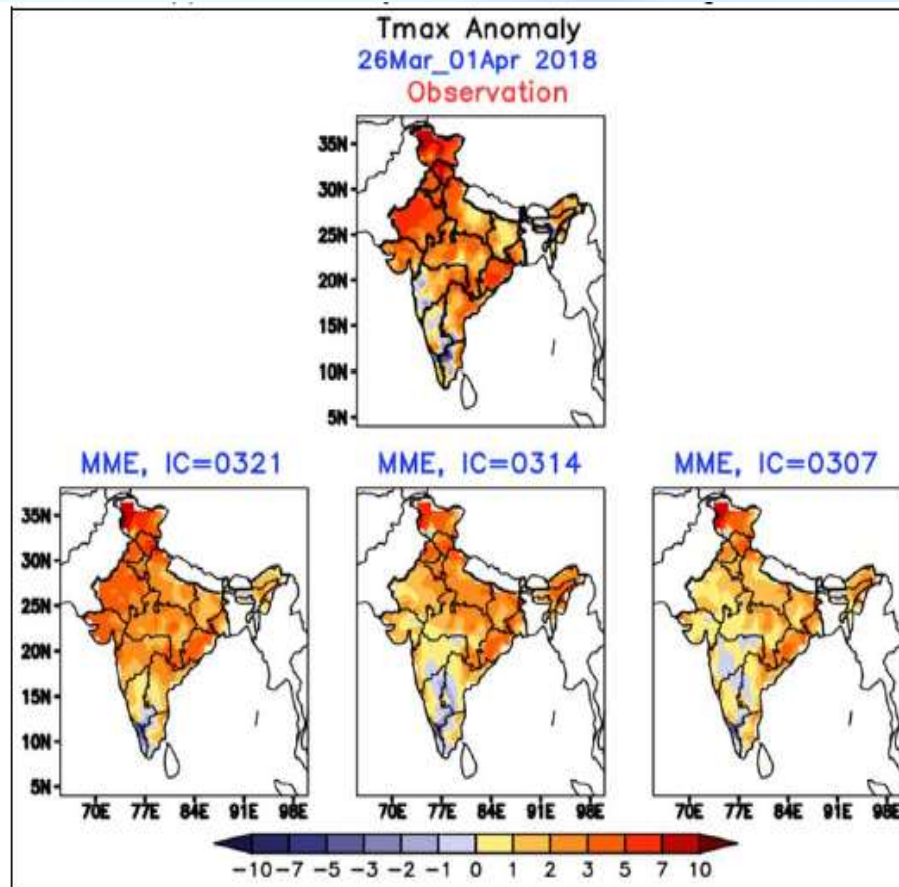 Tmax Anomaly
26Mar_01Apr 2018
Observation
35N
30N
25N
20N
15N
10N
5N
MME, IC=0321
MME, IC=0314
MME, IC=0307
35N
30N
25N
20N
15N
10N
5N
70E 77E 84E 91E 98E
70E 77E 84E 91E 98E
70E 77E 84E 91E 98E
-10 -7 -5 -3 -2 -1 0 1 2 3 5 7 10